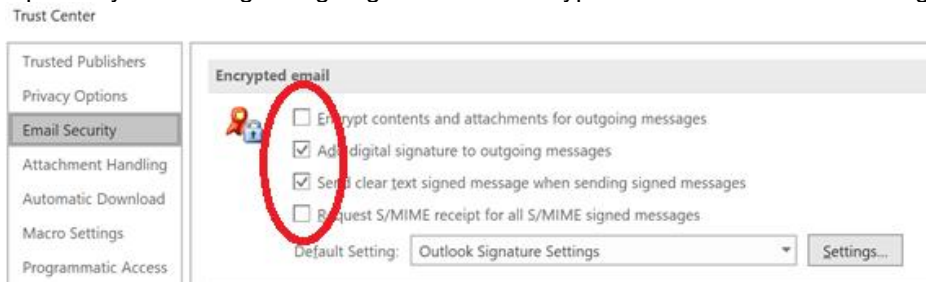 Trust Center
Trusted Publishers
Privacy Options
Email Security
Attachment Handling
Automatic Download
Macro Settings
Programmatic Access
Encrypted email
Encrypt contents and attachments for outgoing messages
Add digital signature to outgoing messages
Send clear text signed message when sending signed messages
Request S/MIME receipt for all S/MIME signed messages
Default Setting: Outlook Signature Settings Settings...